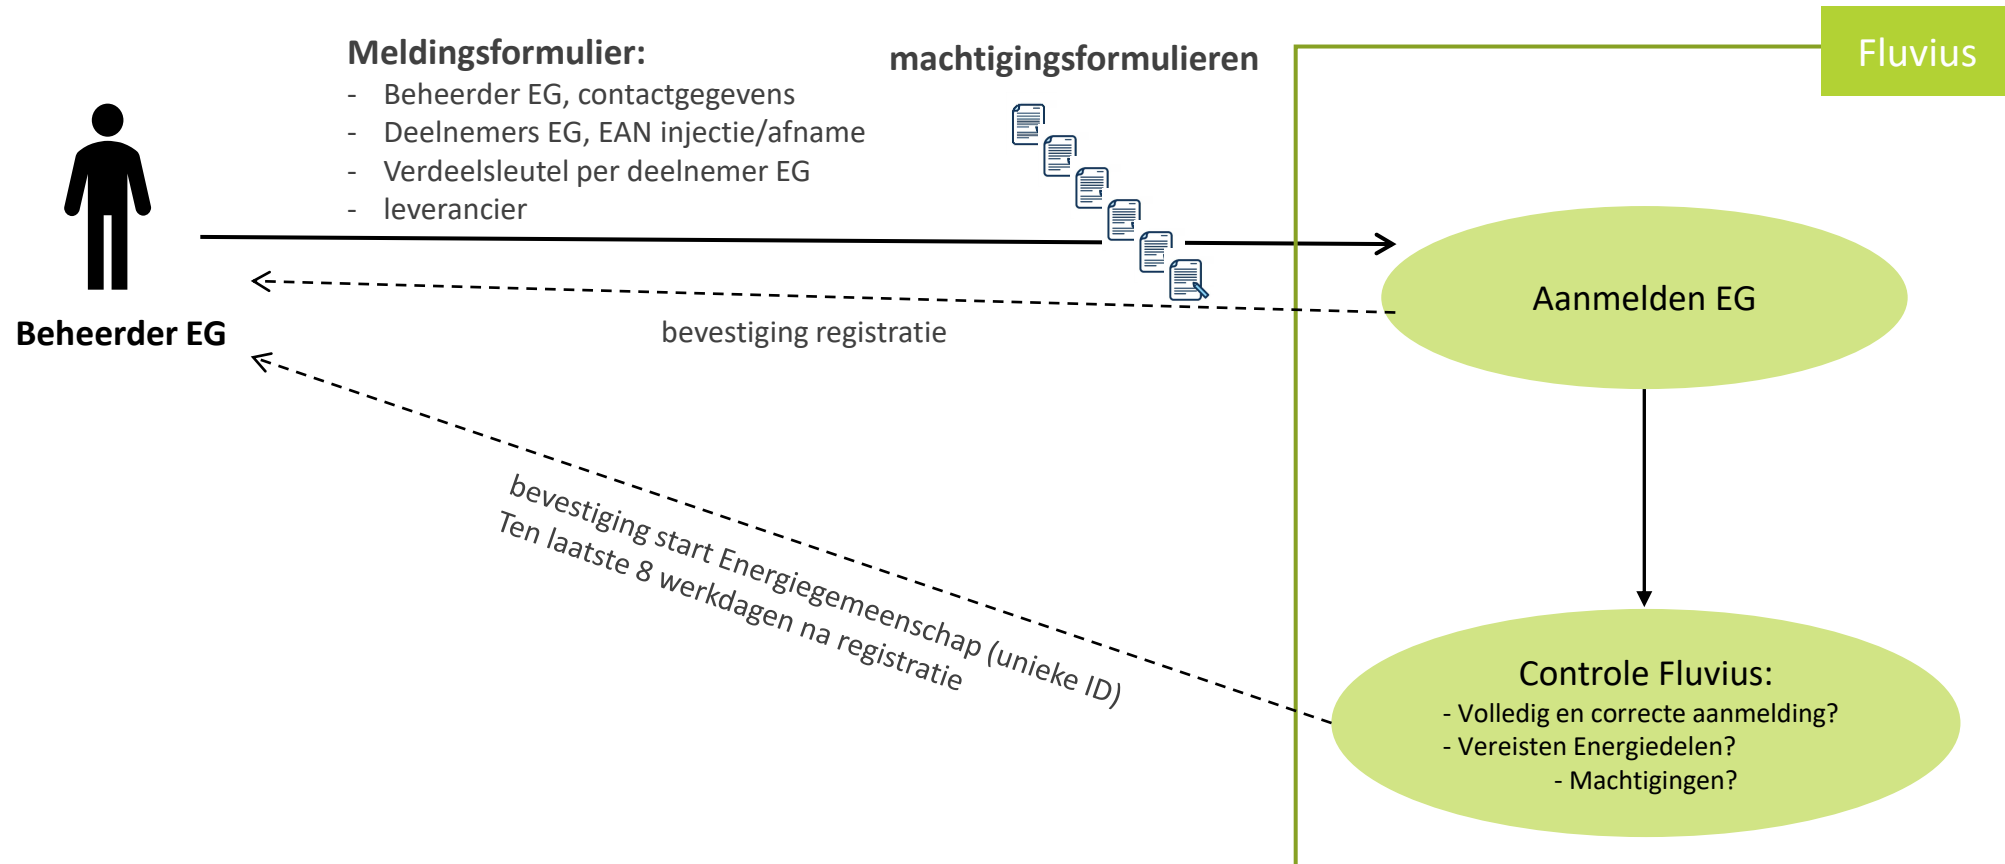 Meldingsformulier:
- Beheerder EG, contactgegevens
- Deelnemers EG, EAN injectie/afname
- Verdeelsleutel per deelnemer EG
- leverancier
machtigingsformulieren
Fluvius
Beheerder EG
bevestiging registratie
Aanmelden EG
bevestiging start Energiegemeenschap (unieke ID)
Ten laatste 8 werkdagen na registratie
Controle Fluvius:
- Volledig en correcte aanmelding?
- Vereisten Energiedelen?
- Machtigingen?